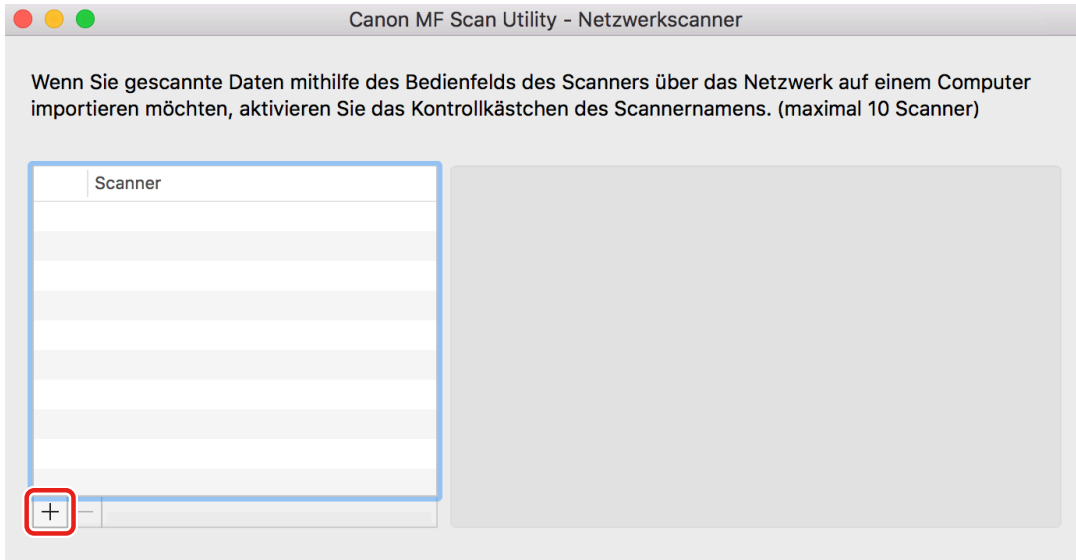 Canon MF Scan Utility - Netzwerkscanner
Wenn Sie gescannte Daten mithilfe des Bedienfelds des Scanners über das Netzwerk auf einem Computer
importieren möchten, aktivieren Sie das Kontrollkästchen des Scannernamens. (maximal 10 Scanner)
Scanner
+ −